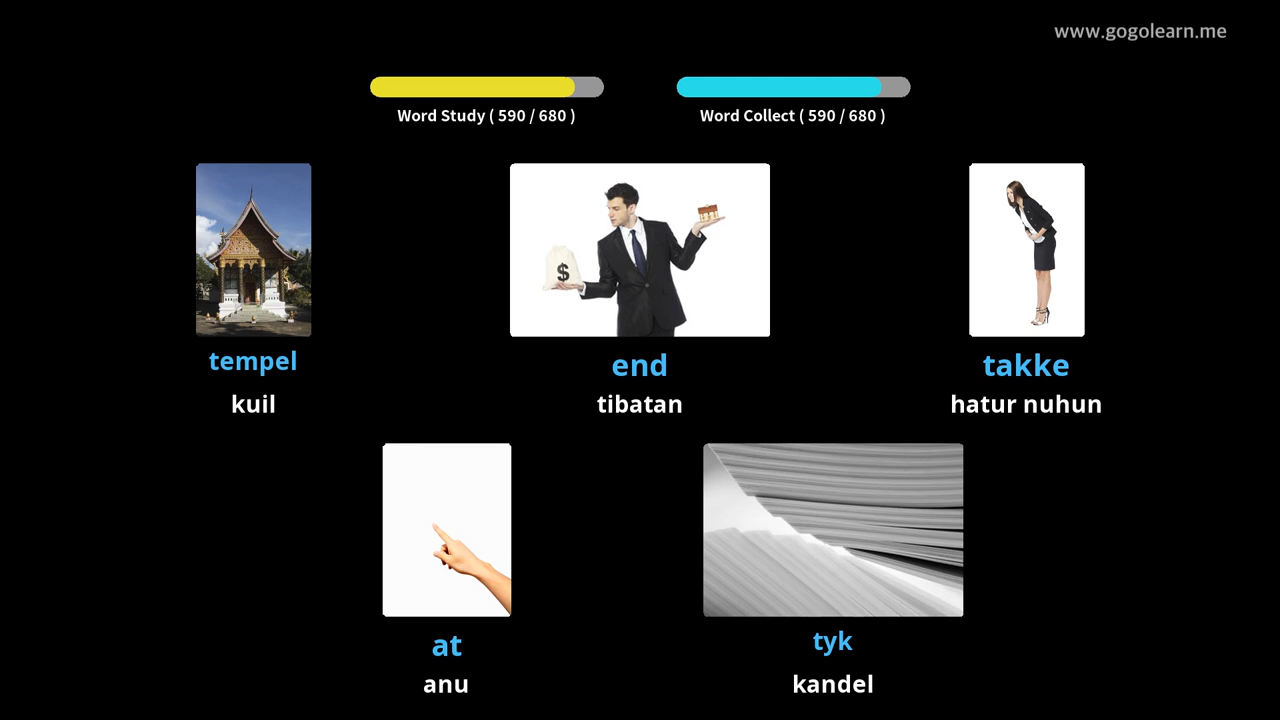 www.gogolearn.me
Word Study ( 590 / 680 )
Word Collect ( 590 / 680 )
$
tempel
kuil
end
tibatan
takke
hatur nuhun
at
anu
tyk
kandel